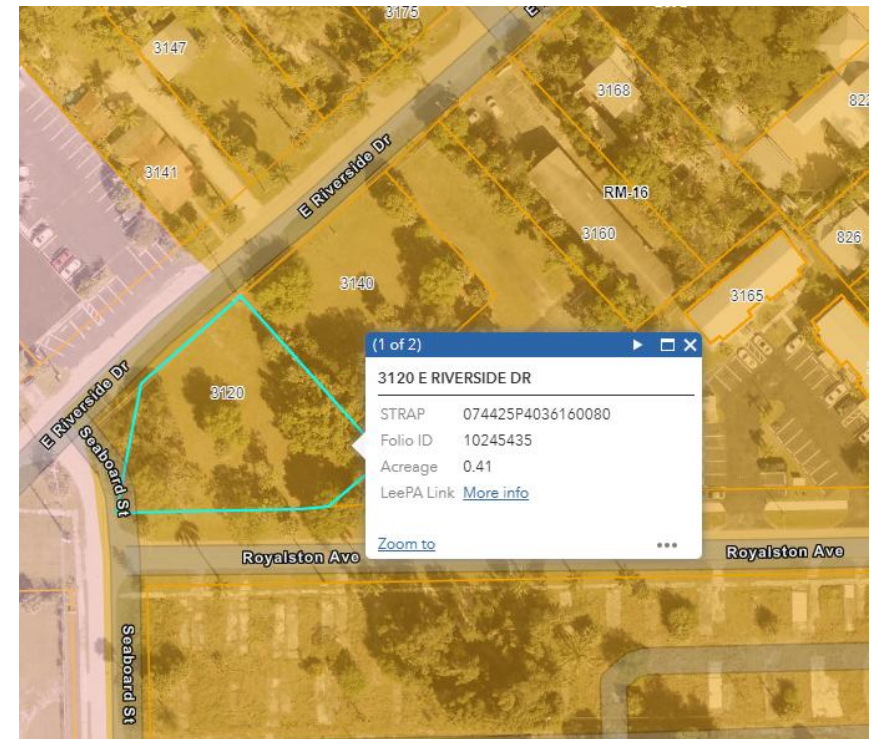 3175
E
3147
3168
822
3141
E Riverside Dr
RM-16
3160
826
3140
3165
(1 of 2)
3120 E RIVERSIDE DR
STRAP 074425P4036160080
Folio ID 10245435
Acreage 0.41
LeePA Link More info
Zoom to
3120
E Riverside Dr
Seaboard St
Royalston Ave
Royalston Ave
Seaboard St